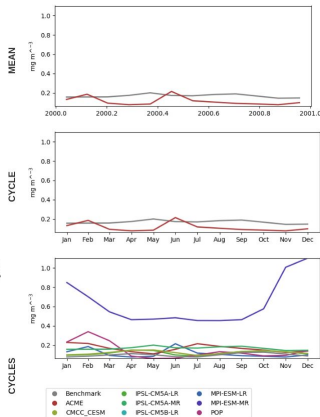 MEAN
mg m^-3)
1.0
0.8
0.6
0.4
0.2
2000.0 2000.2 2000.4 2000.6 2000.8 2001.0
CYCLE
mg m^-3)
1.0
0.8
0.6
0.4
0.2
Jan Feb Mar Apr May Jun Jul Aug Sep Oct Nov Dec
CYCLES
mg m^-3)
1.0
0.8
0.6
0.4
0.2
Jan Feb Mar Apr May Jun Jul Aug Sep Oct Nov Dec
Benchmark IPSL-CM5A-LR MPI-ESM-LR
ACME IPSL-CM5A-MR MPI-ESM-MR
CMCC_CESM IPSL-CM5B-LR POP